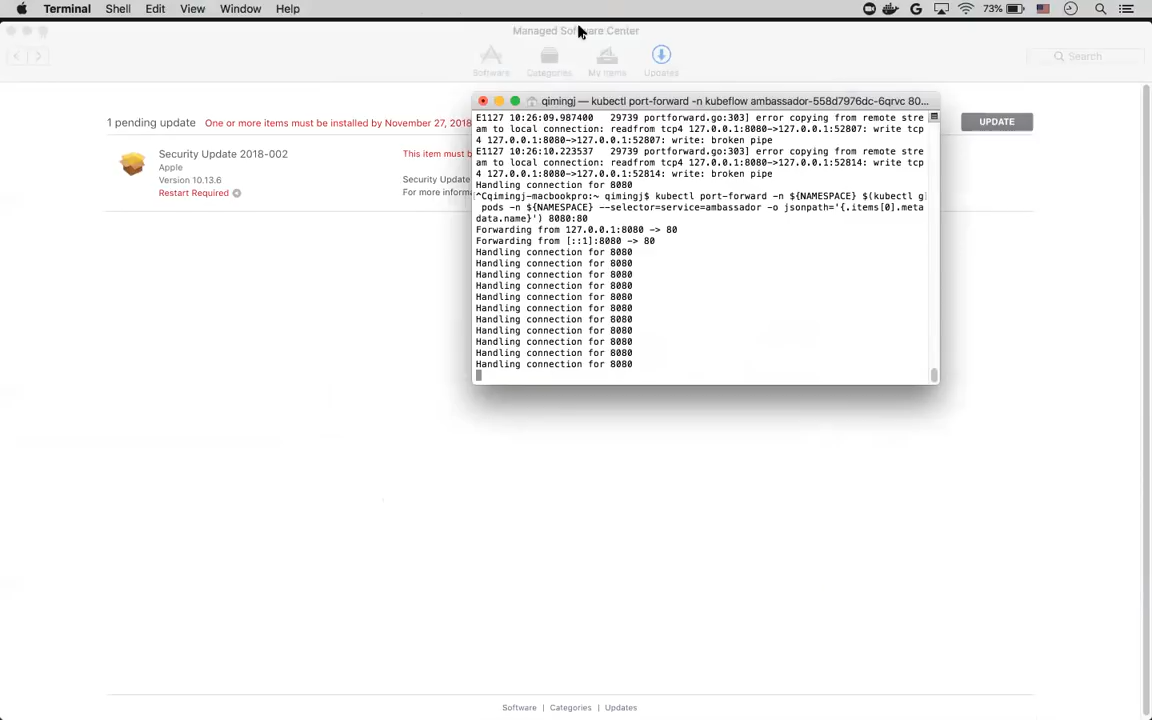 Terminal Shell Edit View Window Help 73%
Managed Software Center
Software Categories My Items Updates Search
1 pending update One or more items must be installed by November 27, 2018 UPDATE
Security Update 2018-002 This item must b
Apple
Version 10.13.6 Security Update
Restart Required For more informa
qimingj — kubectl port-forward -n kubeflow ambassador-558d7976dc-6qrvc 80...
E1127 10:26:09.987400 29739 portforward.go:303] error copying from remote stre
am to local connection: readfrom tcp4 127.0.0.1:8080->127.0.0.1:52807: write tcp
4 127.0.0.1:8080->127.0.0.1:52807: write: broken pipe
E1127 10:26:10.223537 29739 portforward.go:303] error copying from remote stre
am to local connection: readfrom tcp4 127.0.0.1:8080->127.0.0.1:52814: write tcp
4 127.0.0.1:8080->127.0.0.1:52814: write: broken pipe
Handling connection for 8080
^Cqimingj-macbookpro:~ qimingj$ kubectl port-forward -n ${NAMESPACE} $(kubectl g
pods -n ${NAMESPACE} --selector=service=ambassador -o jsonpath='{.items[0].meta
data.name}') 8080:80
Forwarding from 127.0.0.1:8080 -> 80
Forwarding from [::1]:8080 -> 80
Handling connection for 8080
Handling connection for 8080
Handling connection for 8080
Handling connection for 8080
Handling connection for 8080
Handling connection for 8080
Handling connection for 8080
Handling connection for 8080
Handling connection for 8080
Handling connection for 8080
Handling connection for 8080
Software | Categories | Updates